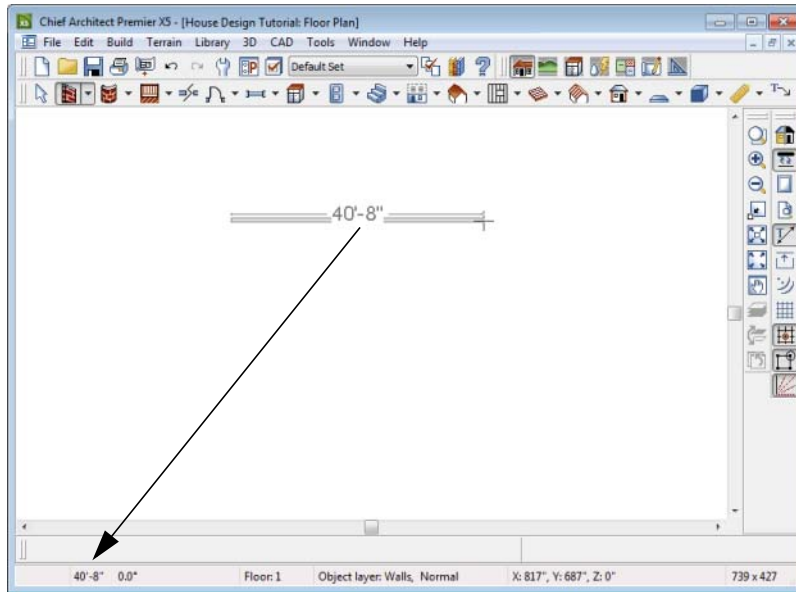 Chief Architect Premier X5 - [House Design Tutorial: Floor Plan]
File Edit Build Terrain Library 3D CAD Tools Window Help
Default Set
40'-8"
40'-8" 0.0° Floor: 1 Object layer: Walls, Normal X: 817", Y: 687", Z: 0" 739 x 427